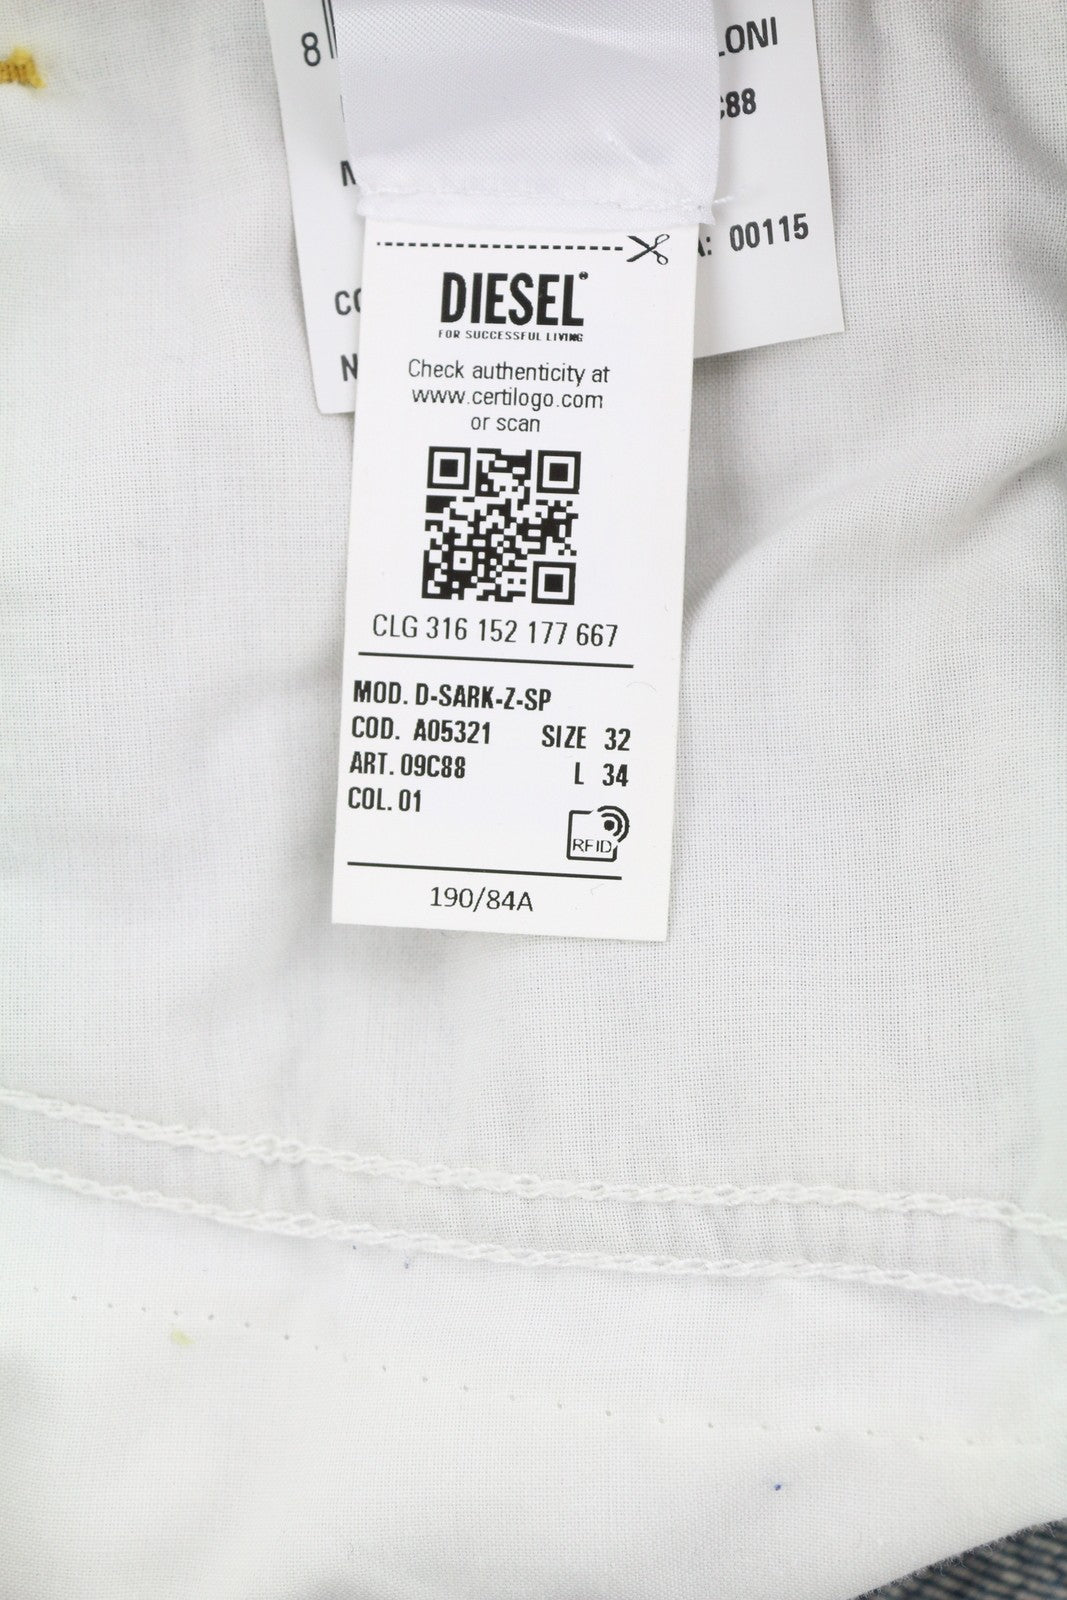 8
LONI
C88
A: 00115
DIESEL
FOR SUCCESSFUL LIVING
Check authenticity at
www.certilogo.com
or scan
CLG 316 152 177 667
MOD. D-SARK-Z-SP
COD. A05321 SIZE 32
ART. 09C88 L 34
COL. 01
RFID
190/84A